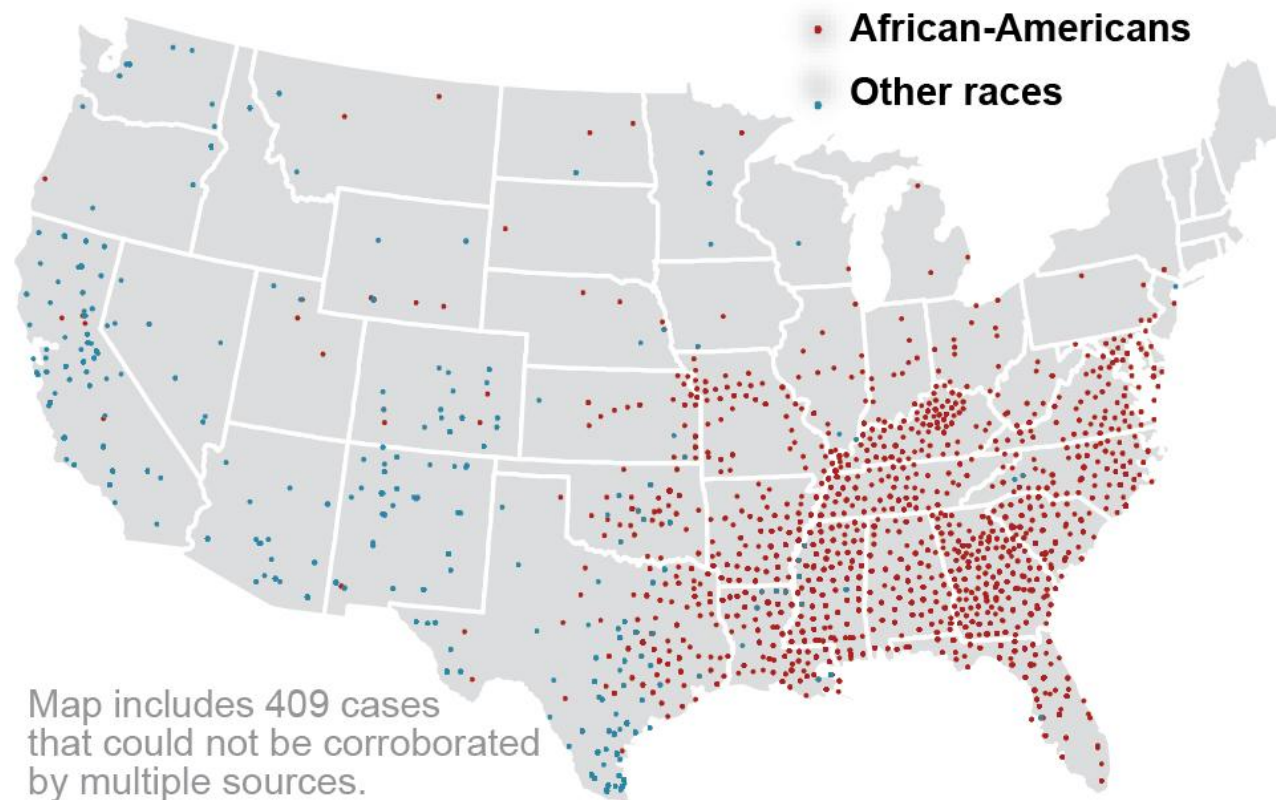 African-Americans
Other races
Map includes 409 cases
that could not be corroborated
by multiple sources.